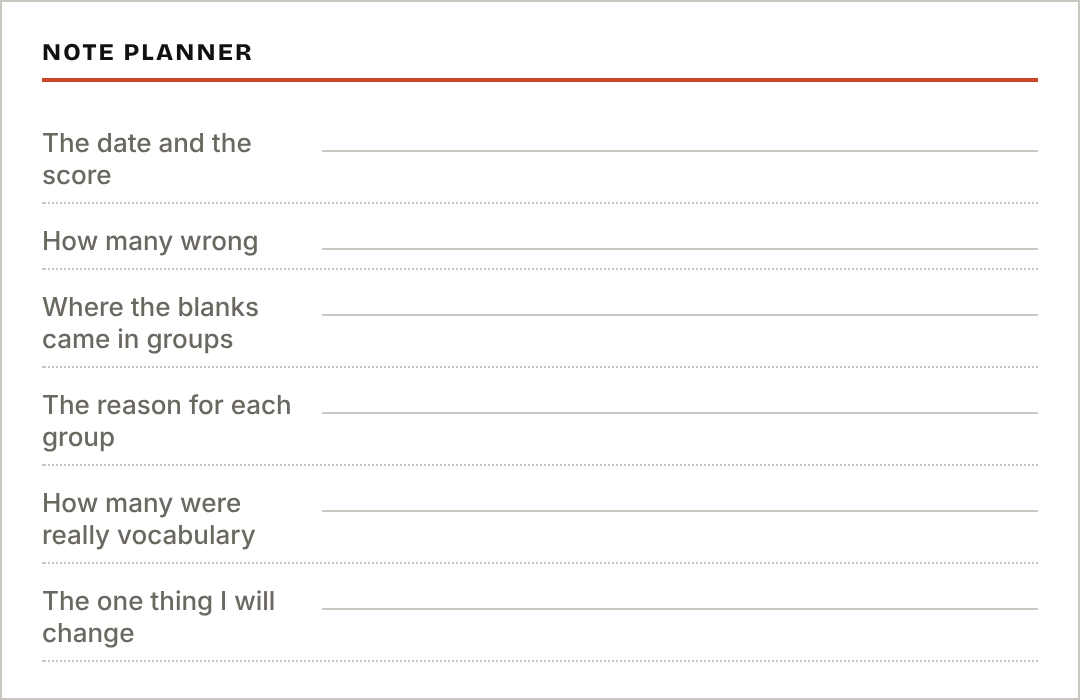 NOTE PLANNER
The date and the
score
How many wrong
Where the blanks
came in groups
The reason for each
group
How many were
really vocabulary
The one thing I will
change